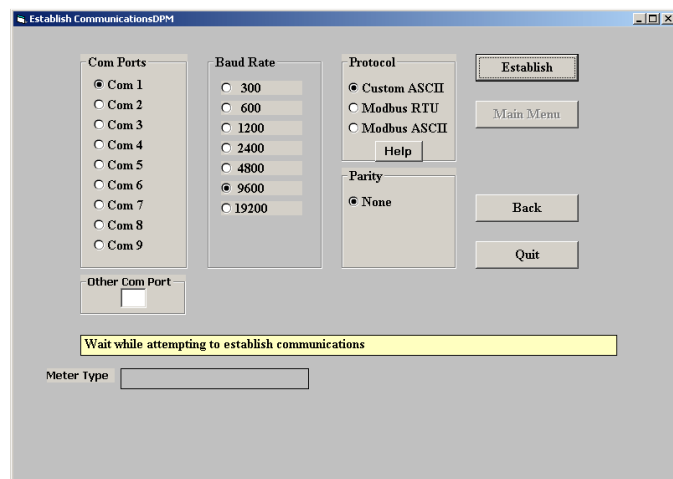 Establish CommunicationsDPM
Com Ports
Com 1
Com 2
Com 3
Com 4
Com 5
Com 6
Com 7
Com 8
Com 9
Other Com Port
Baud Rate
300
600
1200
2400
4800
9600
19200
Protocol
Custom ASCII
Modbus RTU
Modbus ASCII
Help
Parity
None
Establish
Main Menu
Back
Quit
Wait while attempting to establish communications
Meter Type